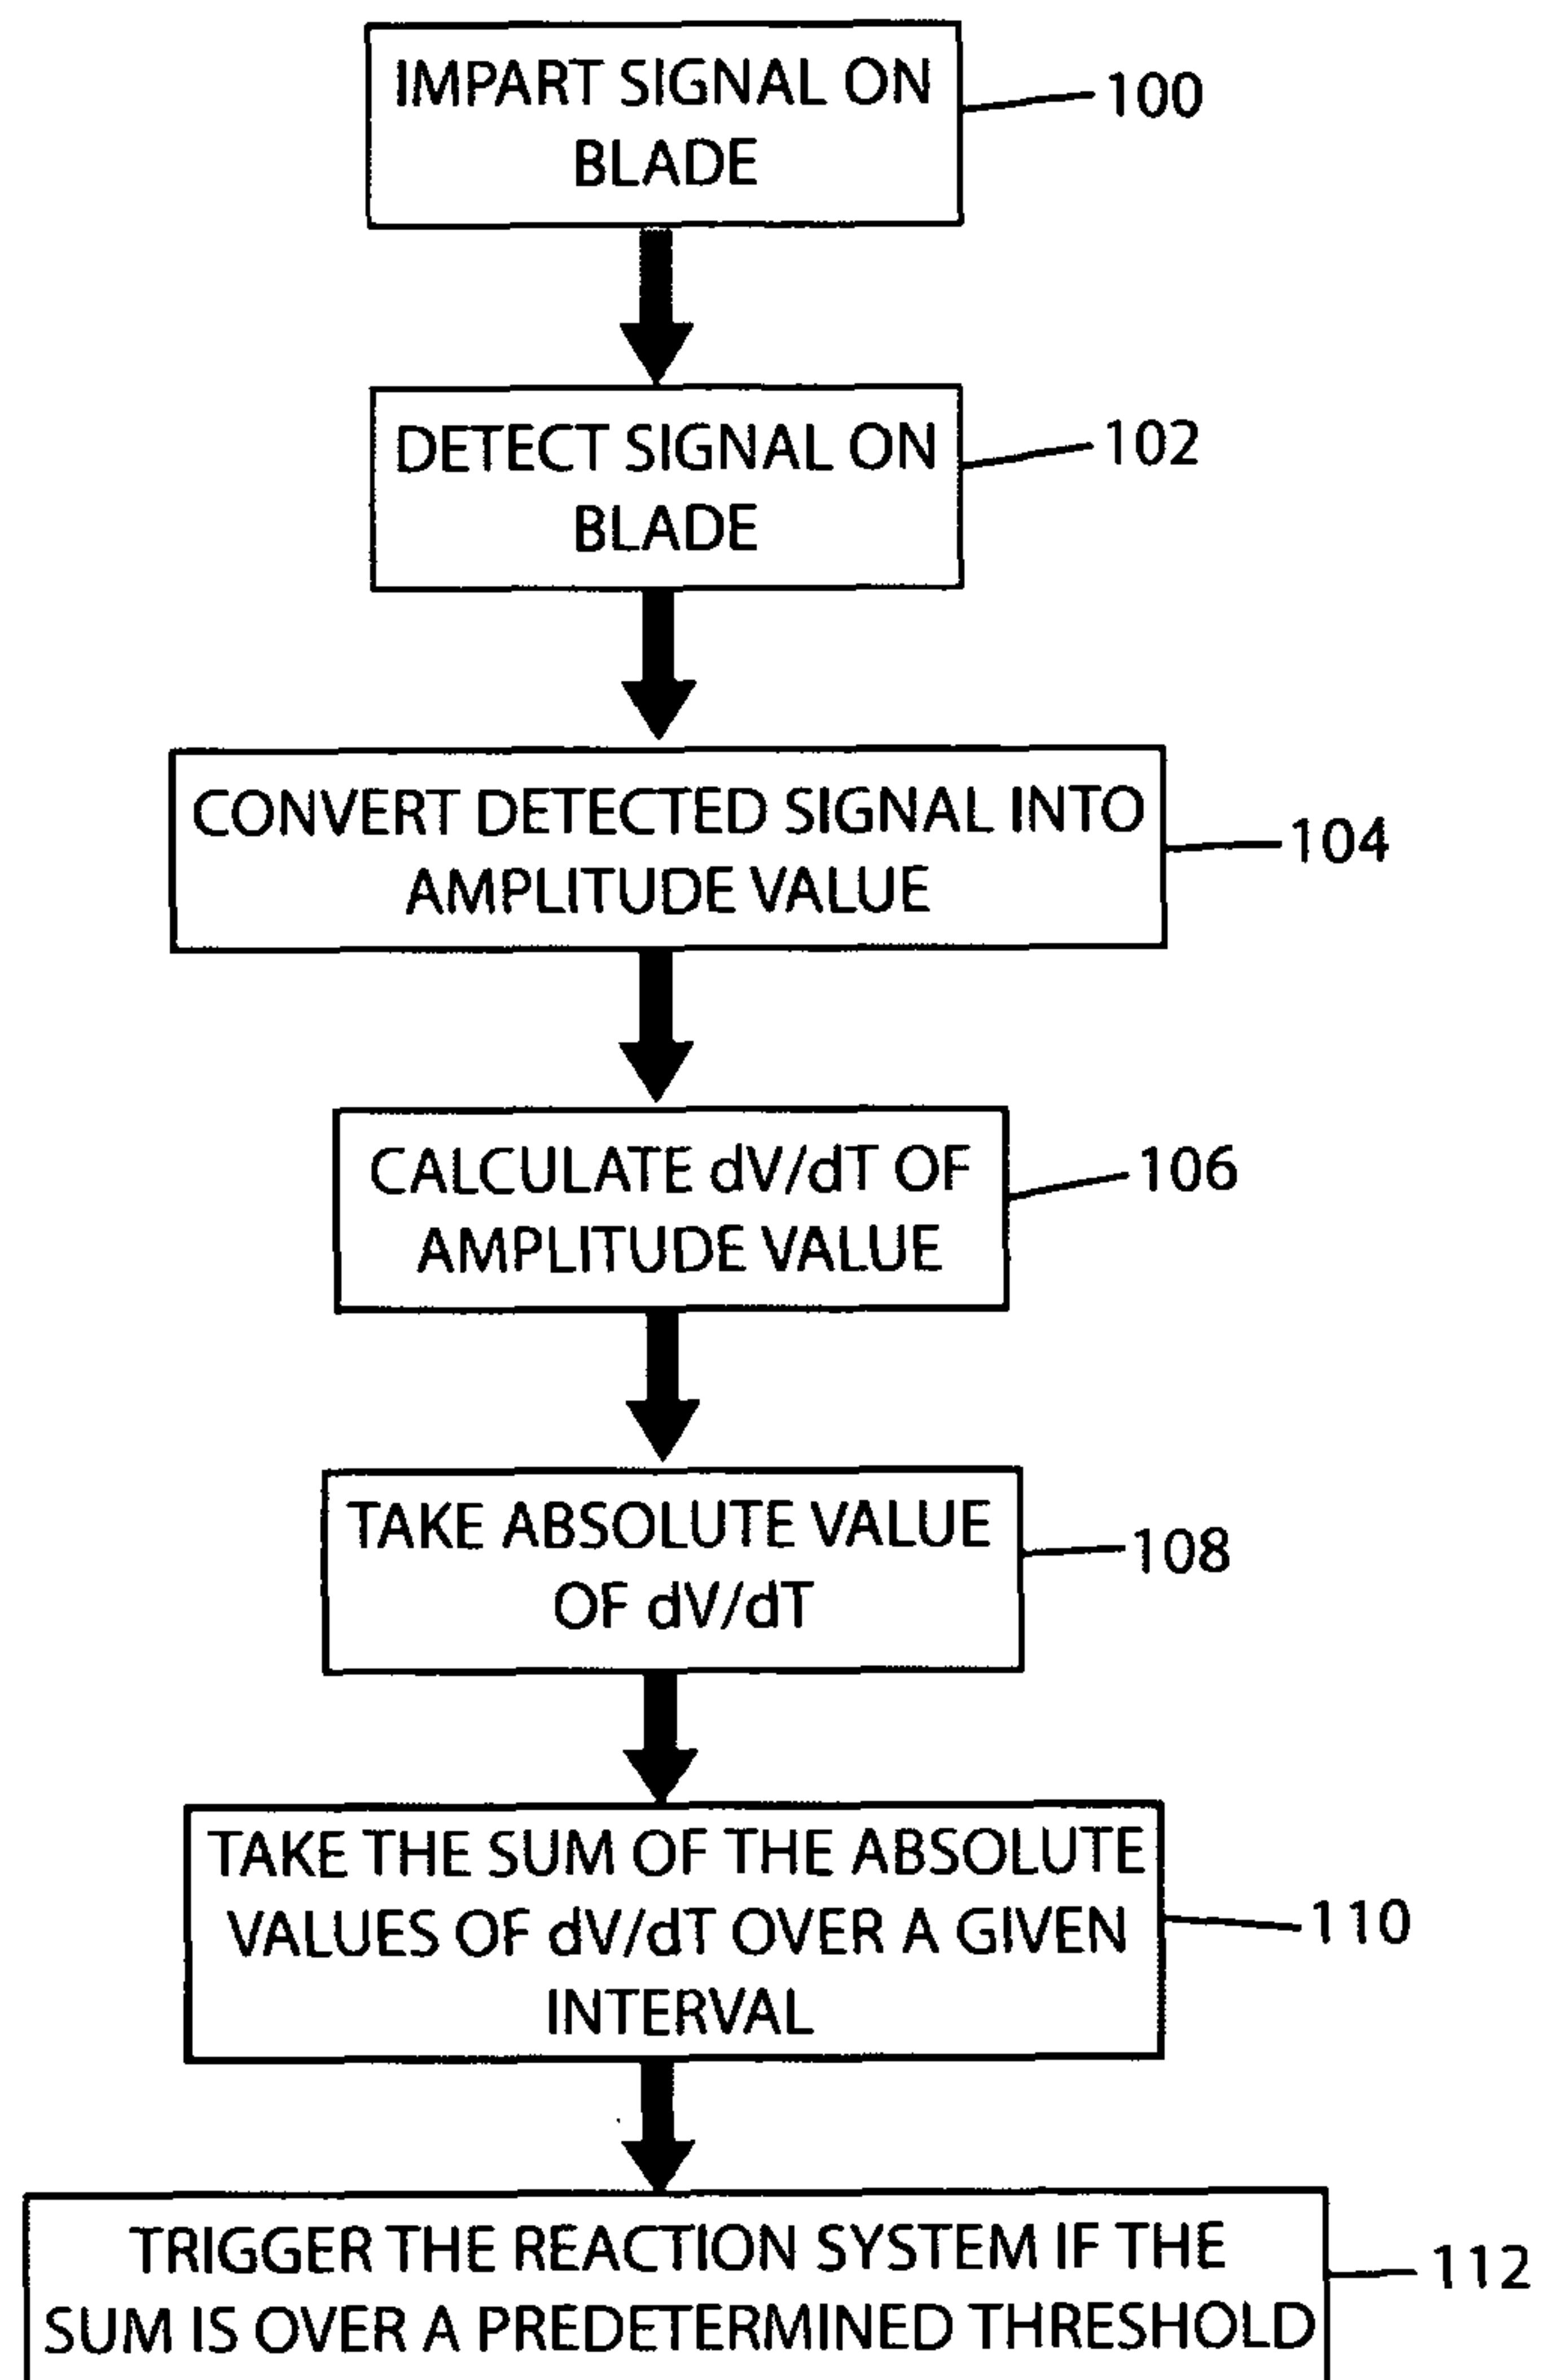 IMPART SIGNAL ON
BLADE
100
DETECT SIGNAL ON
BLADE
102
CONVERT DETECTED SIGNAL INTO
AMPLITUDE VALUE
104
CALCULATE dV/dT OF
AMPLITUDE VALUE
106
TAKE ABSOLUTE VALUE
OF dV/dT
108
TAKE THE SUM OF THE ABSOLUTE
VALUES OF dV/dT OVER A GIVEN
INTERVAL
110
TRIGGER THE REACTION SYSTEM IF THE
SUM IS OVER A PREDETERMINED THRESHOLD
112